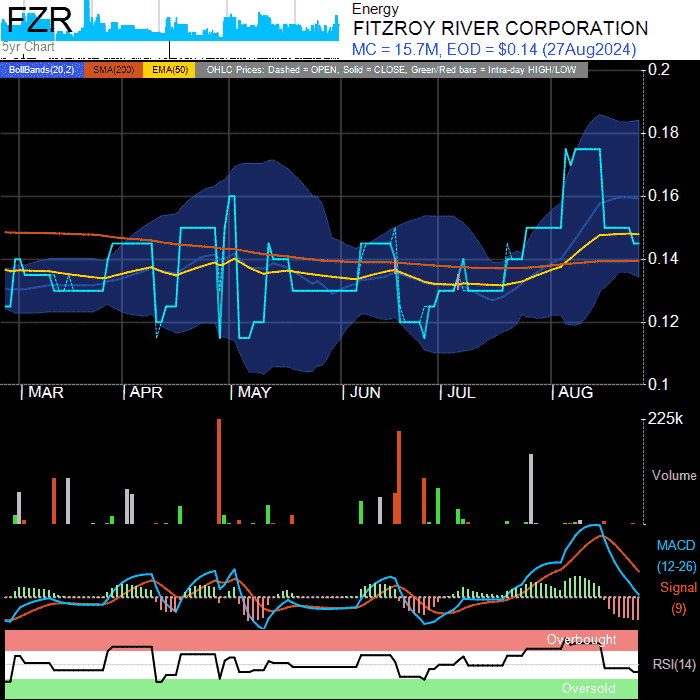 FZR
5yr Chart
Energy
FITZROY RIVER CORPORATION
MC = 15.7M, EOD = $0.14 (27Aug2024)
BollBands(20,2) SMA(200) EMA(50) OHLC Prices: Dashed = OPEN, Solid = CLOSE, Green/Red bars = Intra-day HIGH/LOW
0.2
0.18
0.16
0.14
0.12
0.1
| MAR | APR | MAY | JUN | JUL | AUG
225k
Volume
MACD
(12-26)
Signal
(9)
Overbought
RSI(14)
Oversold